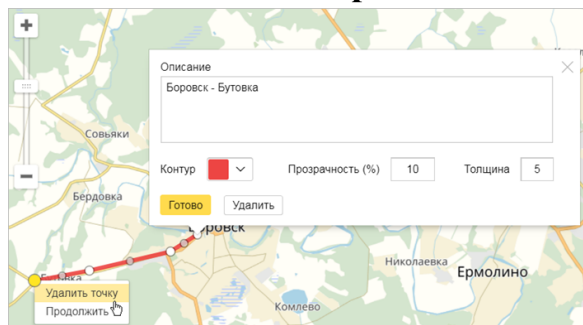 Описание
Боровск - Бутовка
Контур
Прозрачность (%) 10
Толщина 5
Готово
Удалить
Совьяки
Бердовка
Боровск
Николаевка
Ермолино
Удалить точку
Продолжить
Комлево